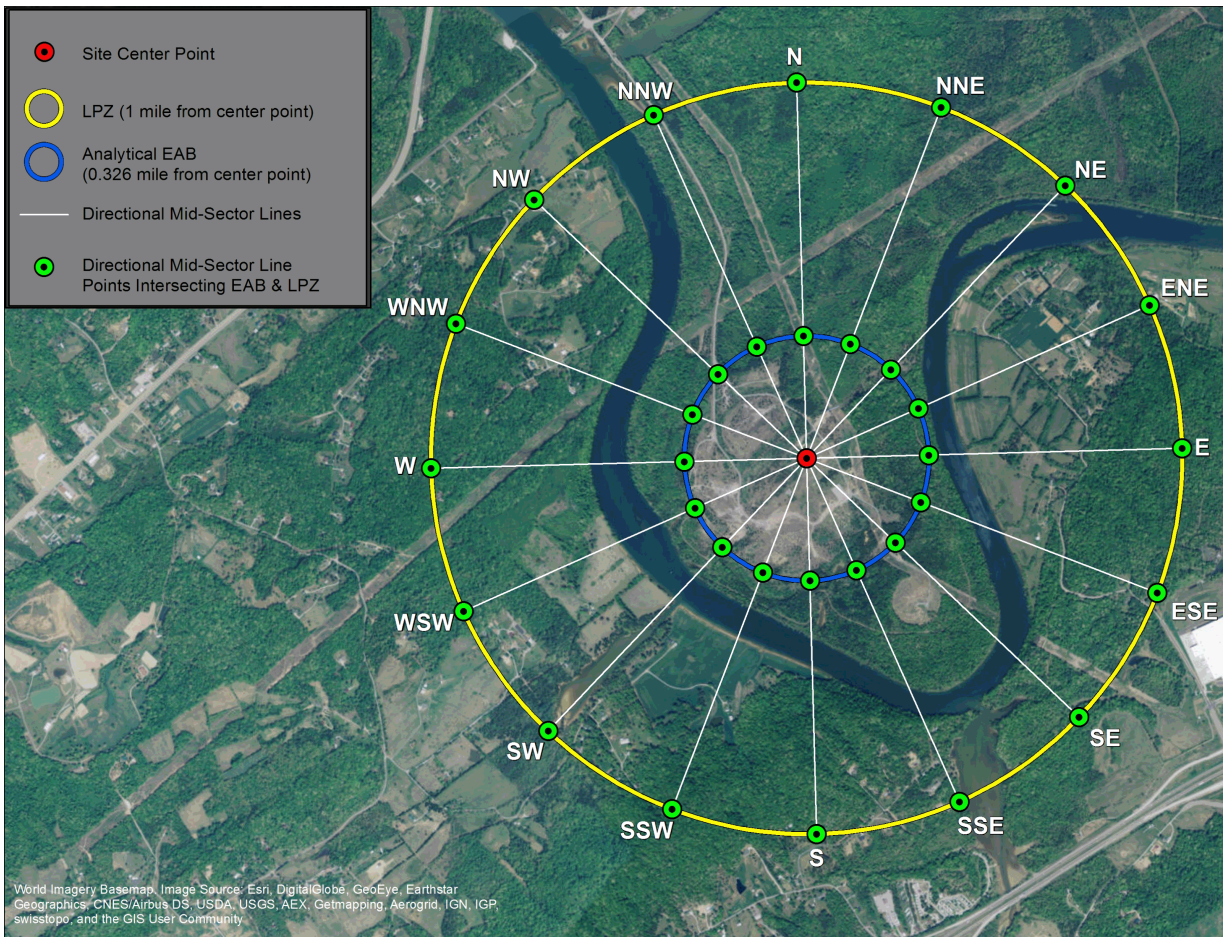 Site Center Point
LPZ (1 mile from center point)
Analytical EAB
(0.326 mile from center point)
Directional Mid-Sector Lines
Directional Mid-Sector Line
Points Intersecting EAB & LPZ
N
NNW
NNE
NW
NE
WNW
ENE
W
E
WSW
ESE
SW
SE
SSW
SSE
S
World Imagery Basemap, Image Source: Esri, DigitalGlobe, GeoEye, Earthstar
Geographics, CNES/Airbus DS, USDA, USGS, AEX, Getmapping, Aerogrid, IGN, IGP,
swisstopo, and the GIS User Community